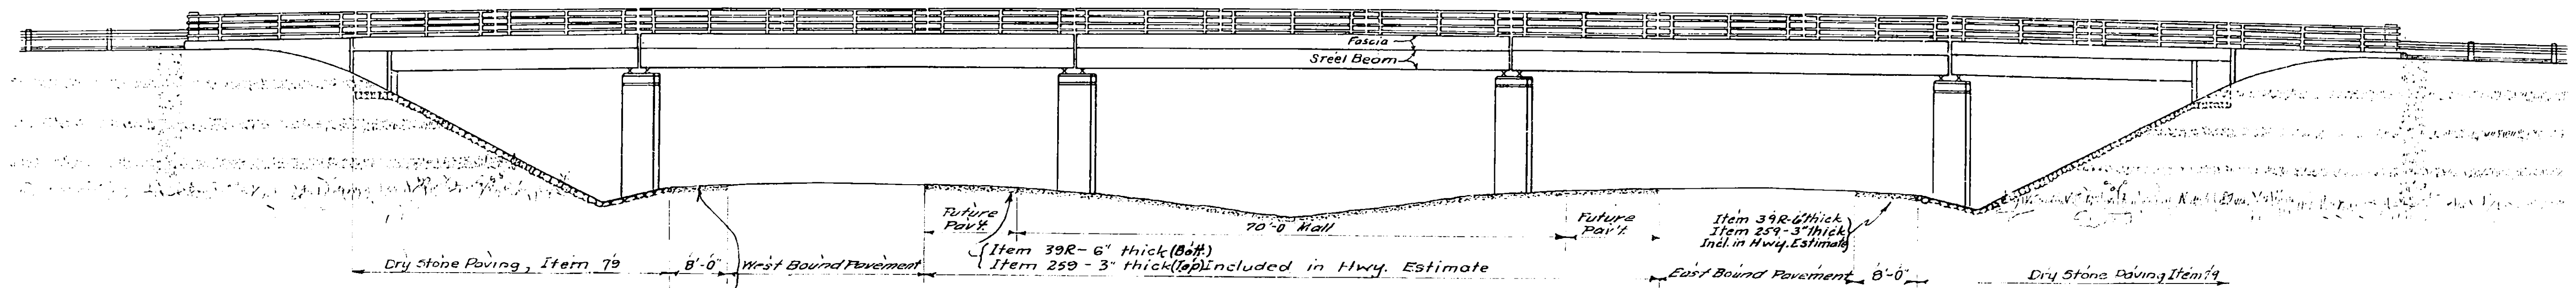 Fascia
Steel Beam
Future
Pav't.
70'-0" Mall
Future
Pav't.
Item 39R-6" thick
Item 259-3" thick
Incl. in Hwy. Estimate
Item 39R- 6" thick (Bott.)
Item 259 - 3" thick (Top) Included in Hwy. Estimate
Dry Stone Paving, Item 79
8'-0"
West Bound Pavement
East Bound Pavement
8'-0"
Dry Stone Paving Item 79